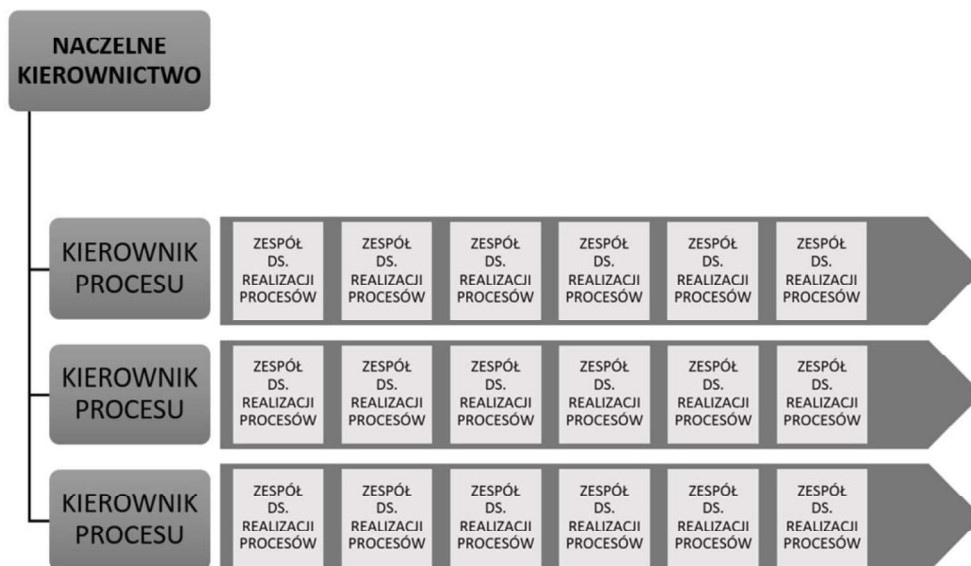 NACZELNE
KIEROWNICTWO
KIEROWNIK
PROCESU
ZESPÓŁ
DS.
REALIZACJI
PROCESÓW
ZESPÓŁ
DS.
REALIZACJI
PROCESÓW
ZESPÓŁ
DS.
REALIZACJI
PROCESÓW
ZESPÓŁ
DS.
REALIZACJI
PROCESÓW
ZESPÓŁ
DS.
REALIZACJI
PROCESÓW
ZESPÓŁ
DS.
REALIZACJI
PROCESÓW
KIEROWNIK
PROCESU
ZESPÓŁ
DS.
REALIZACJI
PROCESÓW
ZESPÓŁ
DS.
REALIZACJI
PROCESÓW
ZESPÓŁ
DS.
REALIZACJI
PROCESÓW
ZESPÓŁ
DS.
REALIZACJI
PROCESÓW
ZESPÓŁ
DS.
REALIZACJI
PROCESÓW
ZESPÓŁ
DS.
REALIZACJI
PROCESÓW
KIEROWNIK
PROCESU
ZESPÓŁ
DS.
REALIZACJI
PROCESÓW
ZESPÓŁ
DS.
REALIZACJI
PROCESÓW
ZESPÓŁ
DS.
REALIZACJI
PROCESÓW
ZESPÓŁ
DS.
REALIZACJI
PROCESÓW
ZESPÓŁ
DS.
REALIZACJI
PROCESÓW
ZESPÓŁ
DS.
REALIZACJI
PROCESÓW